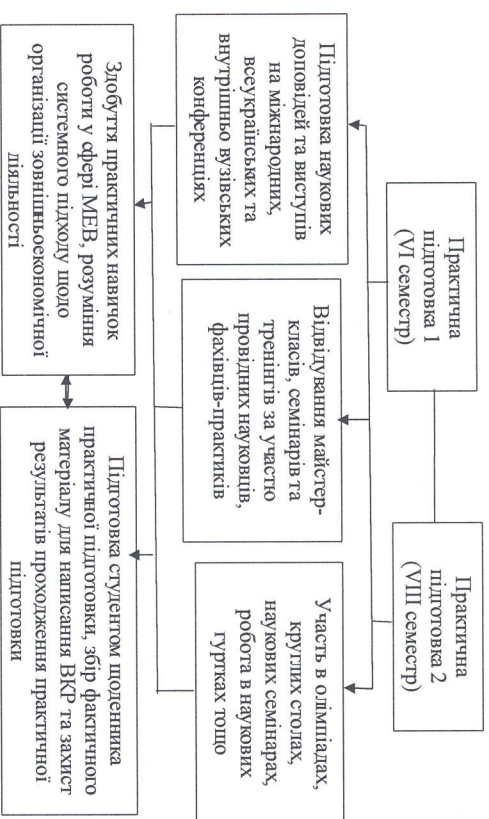 Практична
підготовка 1
(VI семестр)
Практична
підготовка 2
(VIII семестр)
Підготовка наукових
доповідей та виступів
на міжнародних,
всеукраїнських та
внутрішньо вузівських
конференціях
Відвідування майстер-
класів, семінарів та
тренінгів за участю
провідних науковців,
фахівців-практиків
Участь в олімпіадах,
круглих столах,
наукових семінарах,
робота в наукових
гуртках тощо
Здобуття практичних навичок
роботи у сфері МЕВ, розуміння
системного підходу щодо
організації зовнішньоекономічної
діяльності
Підготовка студентом щоденника
практичної підготовки, збір фактичного
матеріалу для написання ВКР та захист
результатів проходження практичної
підготовки